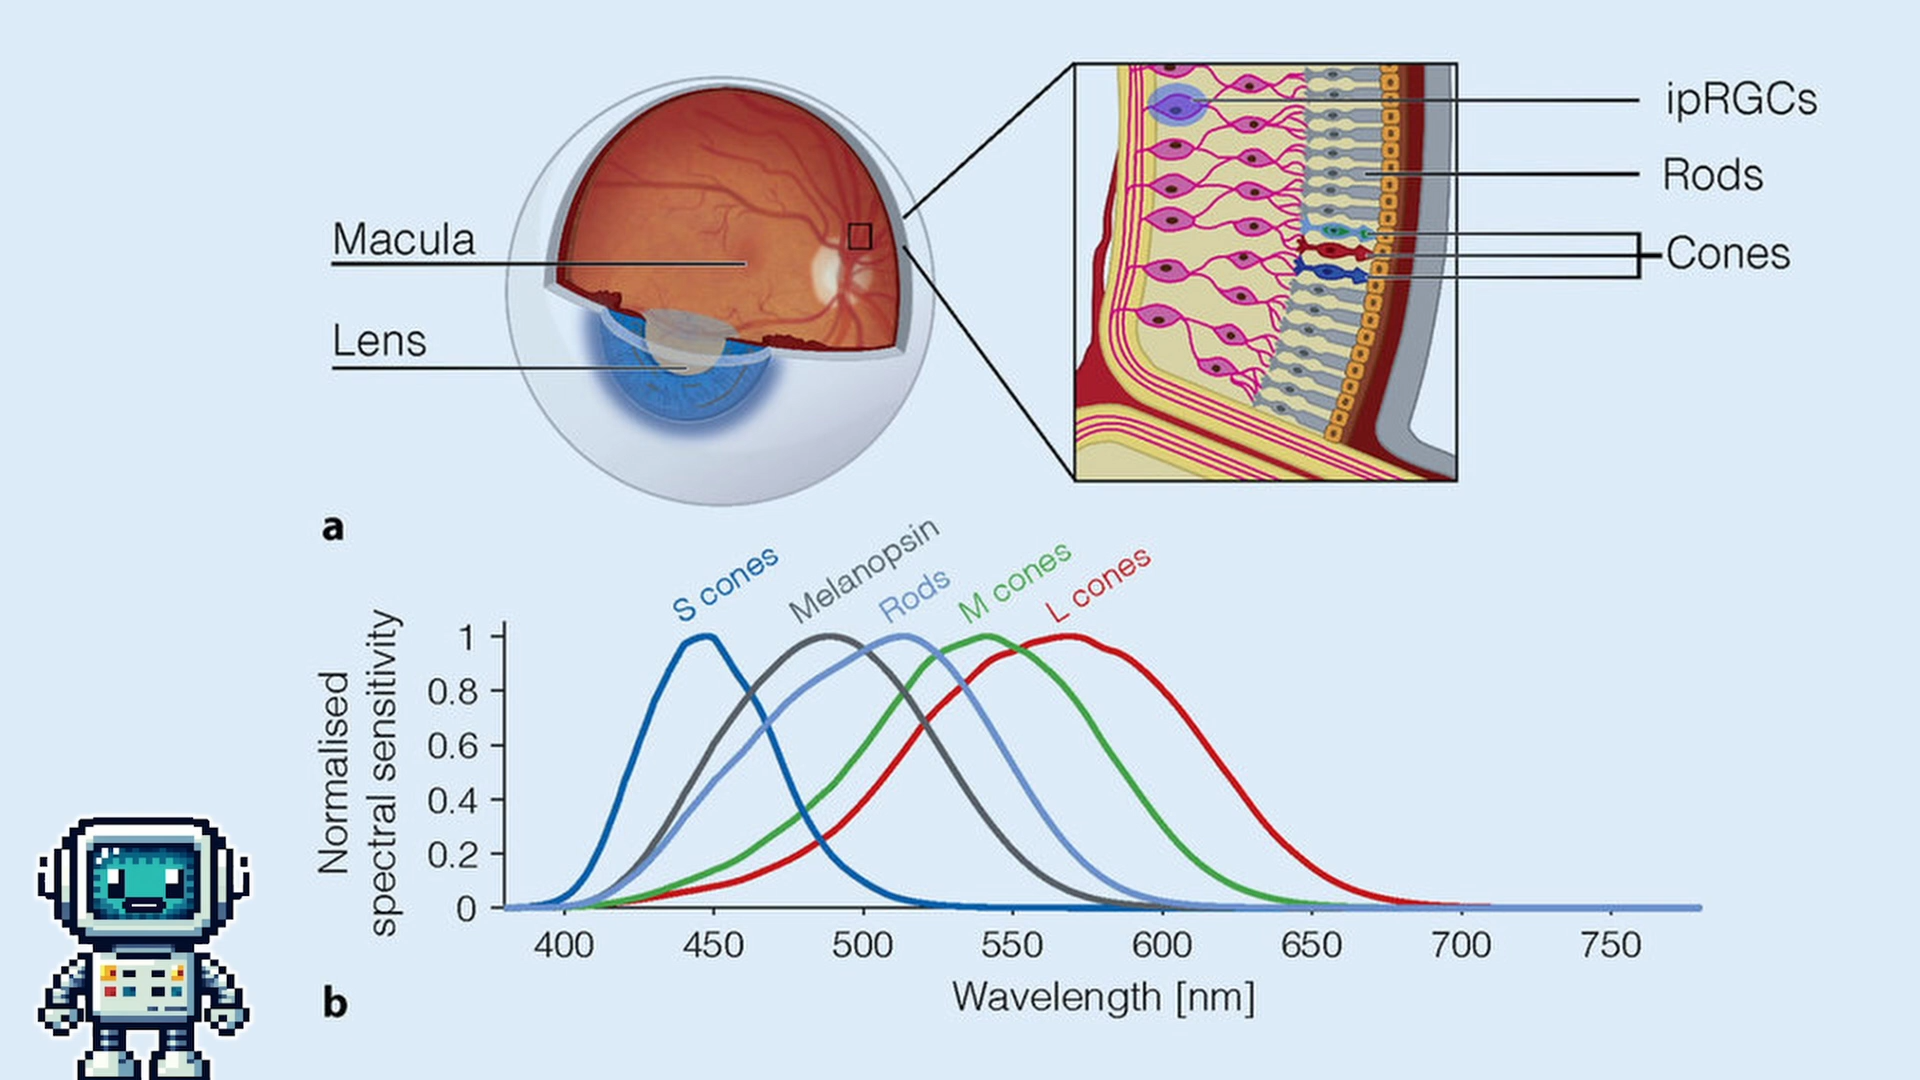 ipRGCs
Rods
Macula
Cones
Lens
a
S cones
Melanopsin
Rods
M cones
L cones
Normalised
spectral sensitivity
1
0.8
0.6
0.4
0.2
0
400 450 500 550 600 650 700 750
Wavelength [nm]
b